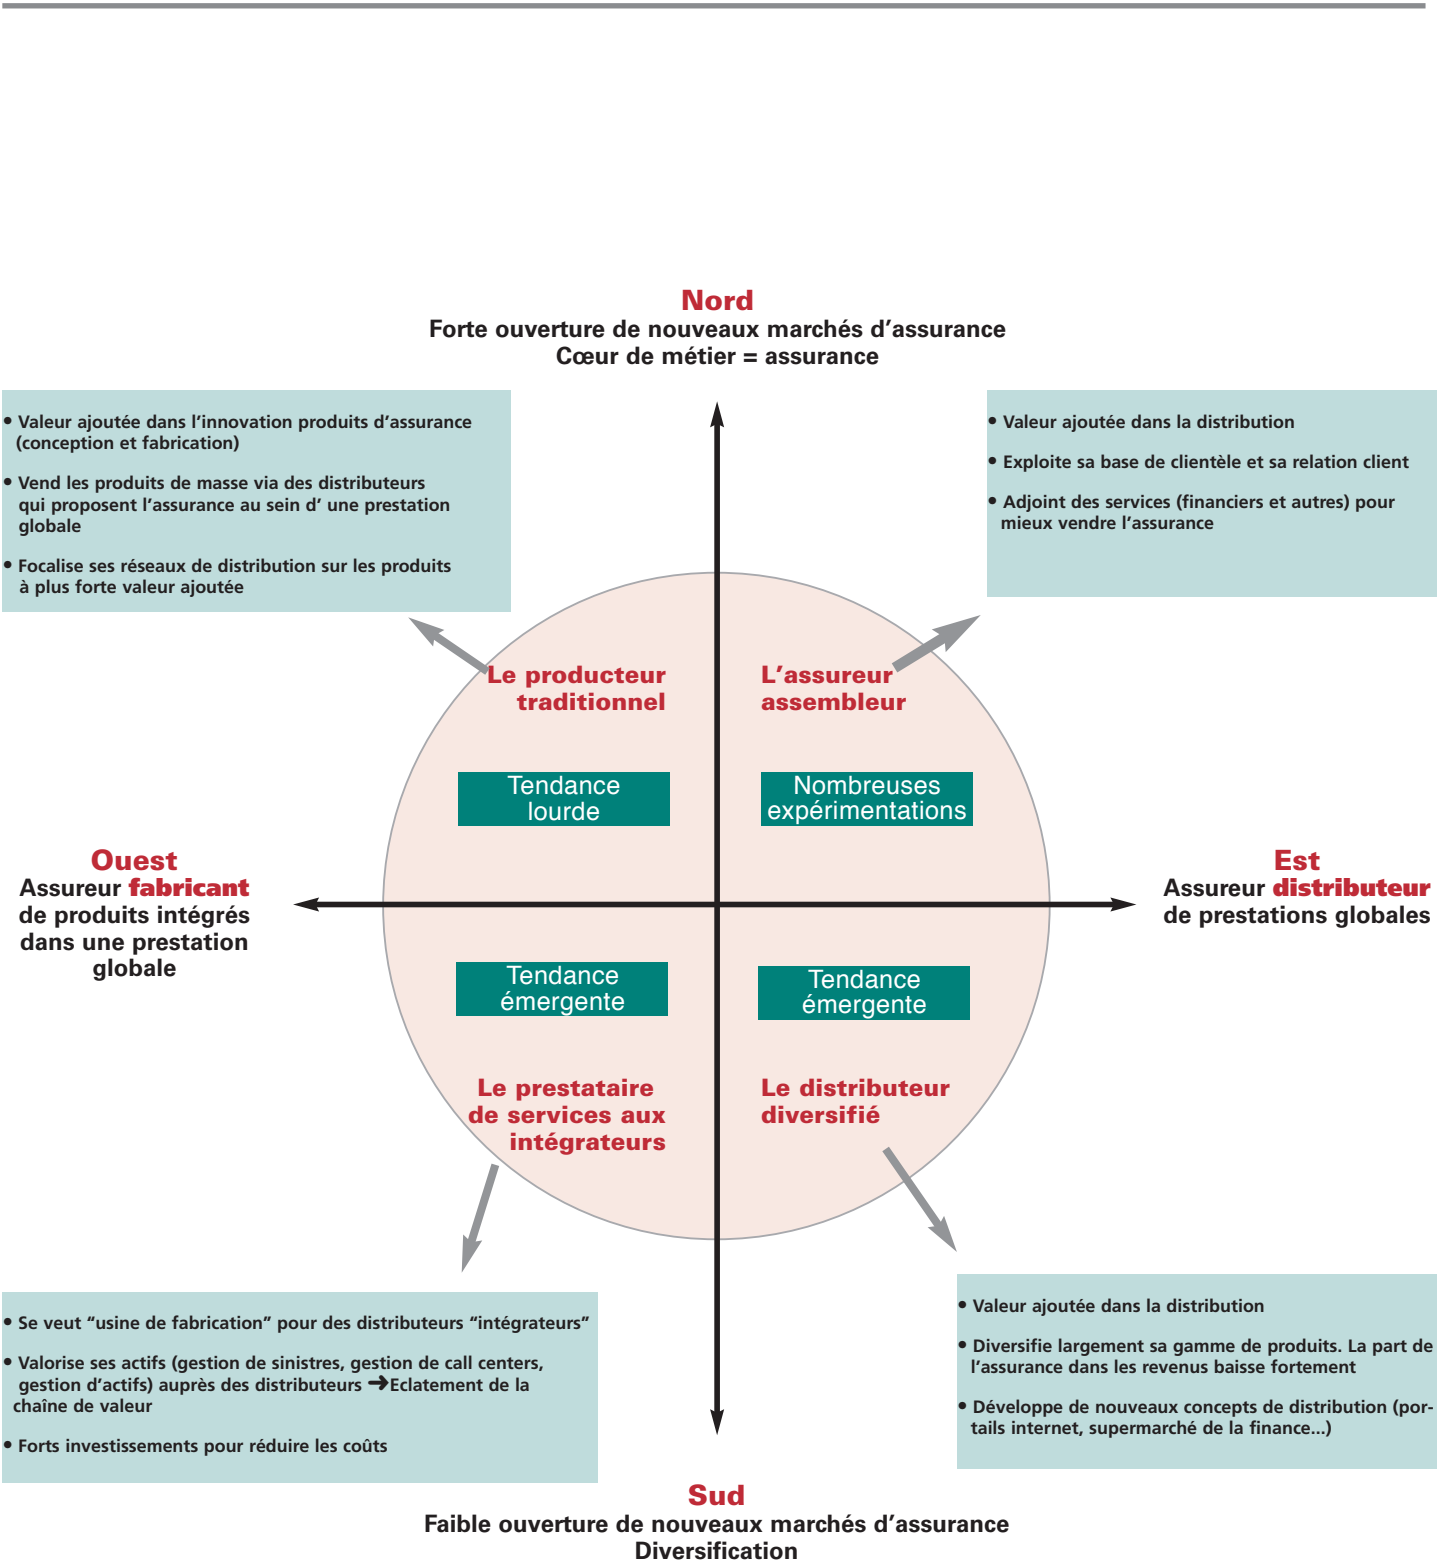 Nord
Forte ouverture de nouveaux marchés d’assurance
Cœur de métier = assurance
• Valeur ajoutée dans l’innovation produits d’assurance
(conception et fabrication)
• Vend les produits de masse via des distributeurs
qui proposent l’assurance au sein d’ une prestation
globale
• Focalise ses réseaux de distribution sur les produits
à plus forte valeur ajoutée
• Valeur ajoutée dans la distribution
• Exploite sa base de clientèle et sa relation client
• Adjoint des services (financiers et autres) pour
mieux vendre l’assurance
Le producteur
traditionnel
L’assureur
assembleur
Tendance
lourde
Nombreuses
expérimentations
Ouest
Assureur fabricant
de produits intégrés
dans une prestation
globale
Est
Assureur distributeur
de prestations globales
Tendance
émergente
Tendance
émergente
Le prestataire
de services aux
intégrateurs
Le distributeur
diversifié
• Se veut “usine de fabrication” pour des distributeurs “intégrateurs”
• Valorise ses actifs (gestion de sinistres, gestion de call centers,
gestion d’actifs) auprès des distributeurs ➜Eclatement de la
chaîne de valeur
• Forts investissements pour réduire les coûts
• Valeur ajoutée dans la distribution
• Diversifie largement sa gamme de produits. La part de
l’assurance dans les revenus baisse fortement
• Développe de nouveaux concepts de distribution (por-
tails internet, supermarché de la finance...)
Sud
Faible ouverture de nouveaux marchés d’assurance
Diversification